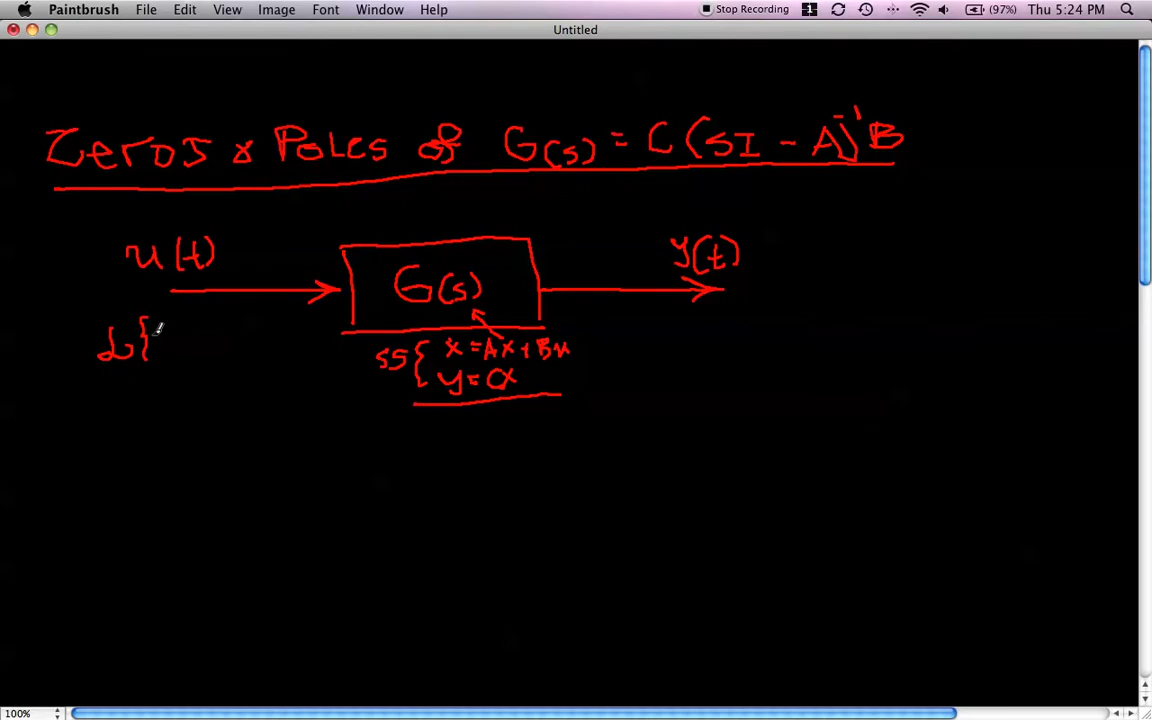 Paintbrush File Edit View Image Font Window Help Stop Recording 1 (97%) Thu 5:24 PM
Untitled
Zeros & Poles of G(s) = C(SI - A)⁻¹B
u(t) y(t)
G(s)
L{
SS { x = Ax + Bu
y = Cx
100%